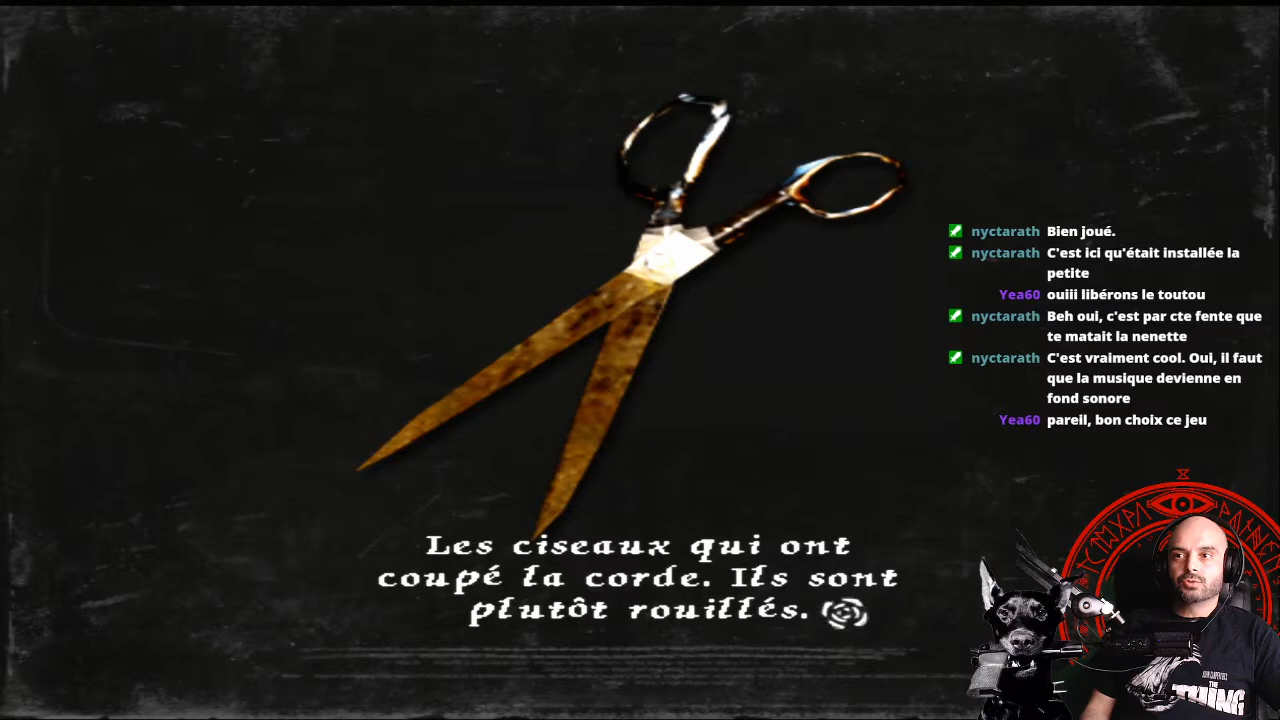 nyctarath Bien joué.
nyctarath C'est ici qu'était installée la
petite
Yea60 ouiii libérons le toutou
nyctarath Beh oui, c'est par cte fente que
te matait la nenette
nyctarath C'est vraiment cool. Oui, il faut
que la musique devienne en
fond sonore
Yea60 pareil, bon choix ce jeu
Les ciseaux qui ont
coupé la corde. Ils sont
plutôt rouillés.
THE
THING